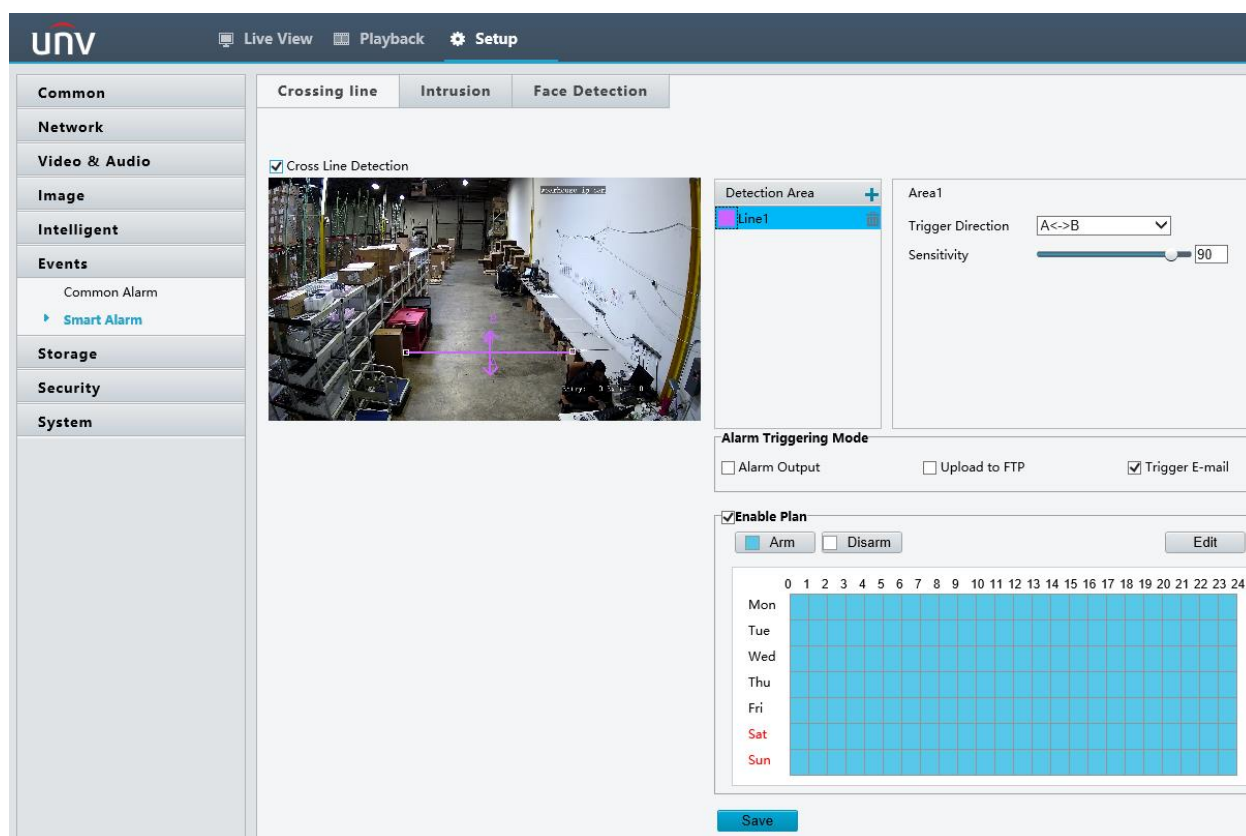 unv
Live View
Playback
Setup
Common
Network
Video & Audio
Image
Intelligent
Events
Common Alarm
Smart Alarm
Storage
Security
System
Crossing line
Intrusion
Face Detection
Cross Line Detection
Detection Area
+
Line1
Area1
Trigger Direction
A<->B
Sensitivity
90
Alarm Triggering Mode
Alarm Output
Upload to FTP
Trigger E-mail
Enable Plan
Arm
Disarm
Edit
0 1 2 3 4 5 6 7 8 9 10 11 12 13 14 15 16 17 18 19 20 21 22 23 24
Mon
Tue
Wed
Thu
Fri
Sat
Sun
Save